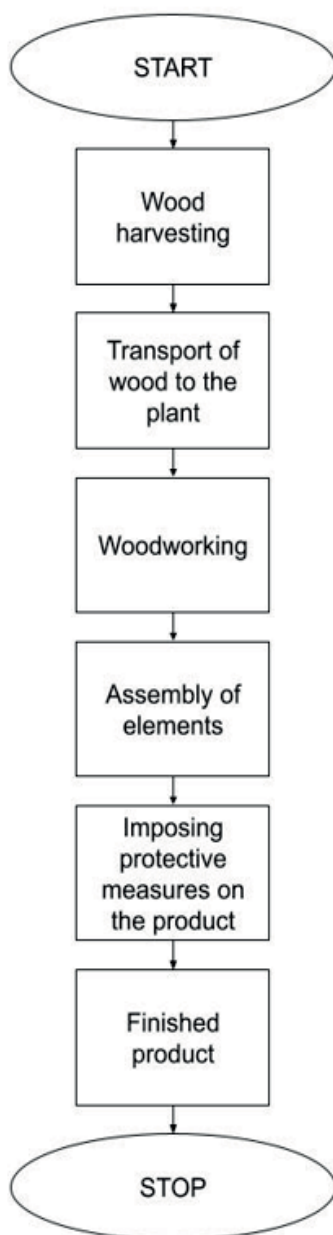 START
Wood
harvesting
Transport of
wood to the
plant
Woodworking
Assembly of
elements
Imposing
protective
measures on
the product
Finished
product
STOP